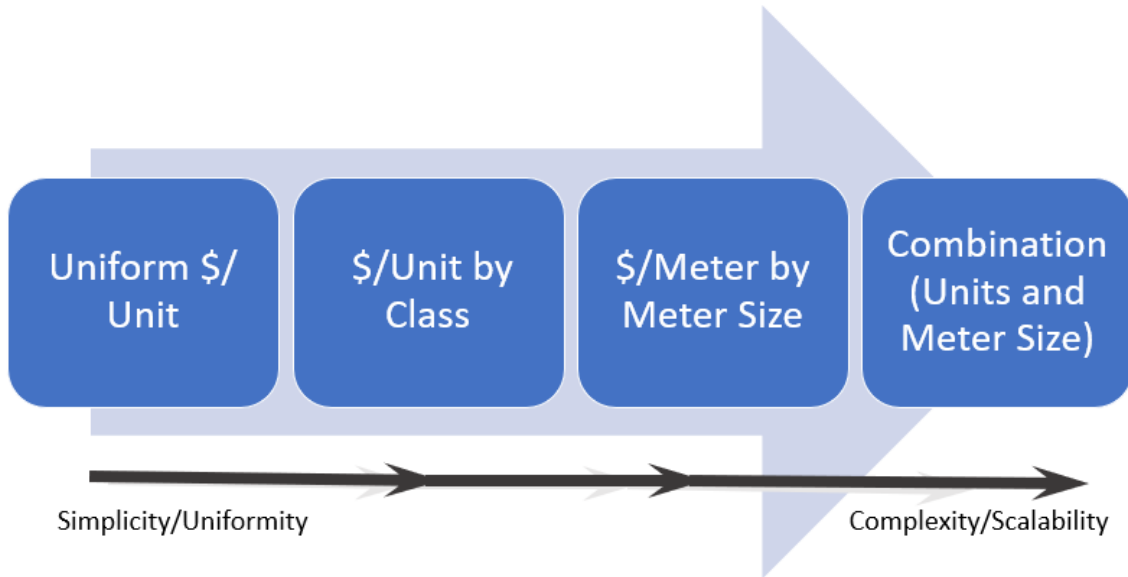 Uniform $/
Unit
$/Unit by
Class
$/Meter by
Meter Size
Combination
(Units and
Meter Size)
Simplicity/Uniformity
Complexity/Scalability